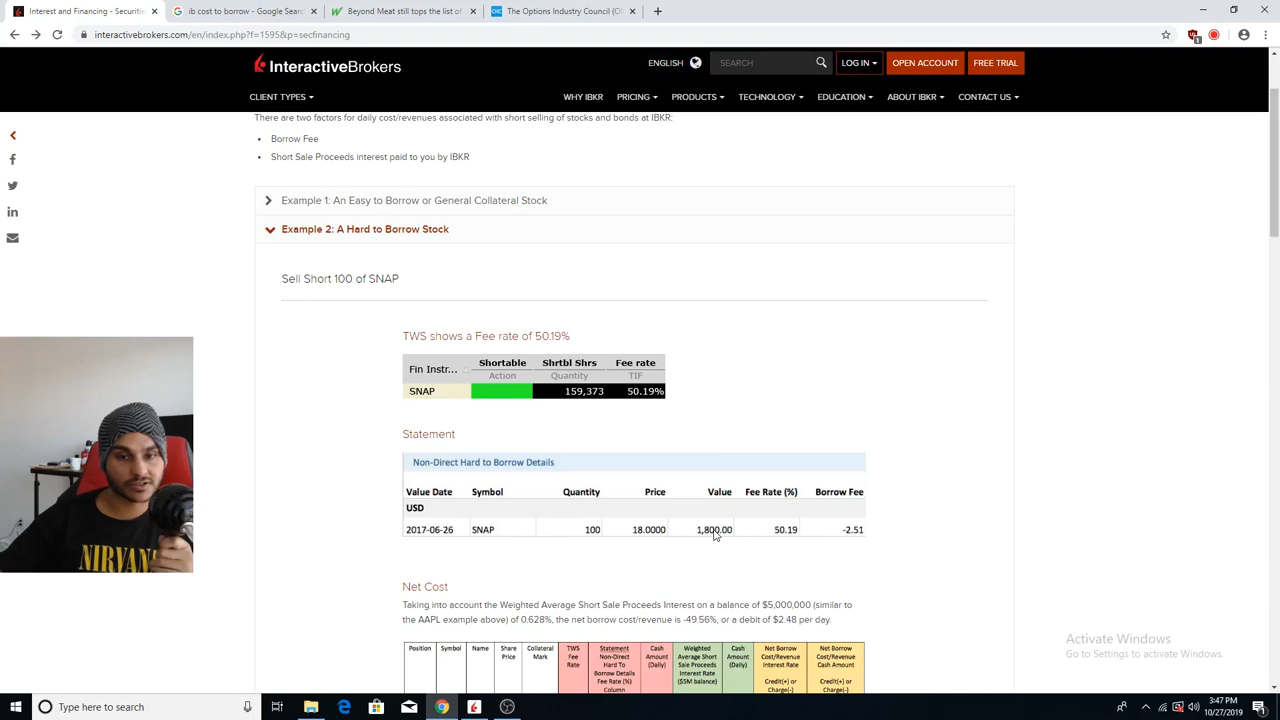 Interest and Financing - Securitie
ib cost to borrow - Google Search
Beyond Meat still tops the list of
The Options Industry Council (OI
interactivebrokers.com/en/index.php?f=1595&p=secfinancing
InteractiveBrokers
ENGLISH
SEARCH
LOG IN
OPEN ACCOUNT
FREE TRIAL
CLIENT TYPES
WHY IBKR
PRICING
PRODUCTS
TECHNOLOGY
EDUCATION
ABOUT IBKR
CONTACT US
There are two factors for daily cost/revenues associated with short selling of stocks and bonds at IBKR:
• Borrow Fee
• Short Sale Proceeds interest paid to you by IBKR
Example 1: An Easy to Borrow or General Collateral Stock
Example 2: A Hard to Borrow Stock
Sell Short 100 of SNAP
TWS shows a Fee rate of 50.19%
Fin Instr... Shortable Shrtbl Shrs Fee rate
Action Quantity TIF
SNAP 159,373 50.19%
Statement
Non-Direct Hard to Borrow Details
Value Date Symbol Quantity Price Value Fee Rate (%) Borrow Fee
USD
2017-06-26 SNAP 100 18.0000 1,800.00 50.19 -2.51
Net Cost
Taking into account the Weighted Average Short Sale Proceeds Interest on a balance of $5,000,000 (similar to
the AAPL example above) of 0.628%, the net borrow cost/revenue is -49.56%, or a debit of $2.48 per day.
Position
Symbol
Name
Share
Price
Collateral
Mark
TWS
Fee
Rate
Statement
Non-Direct
Hard To
Borrow Details
Fee Rate (%)
Column
Cash
Amount
(Daily)
Weighted
Average Short
Sale Proceeds
Interest Rate
($5M balance)
Cash
Amount
(Daily)
Net Borrow
Cost/Revenue
Interest Rate
Credit(+) or
Charge(-)
Net Borrow
Cost/Revenue
Cash Amount
Credit(+) or
Charge(-)
NIRVANA
Activate Windows
Go to Settings to activate Windows.
Type here to search
3:47 PM
10/27/2019